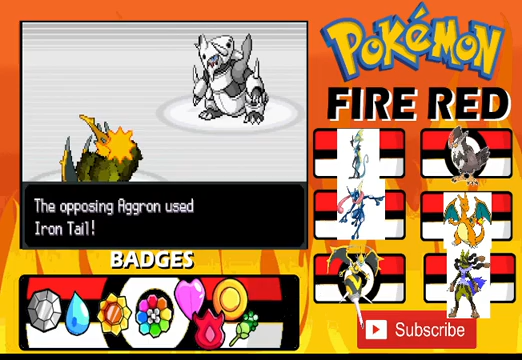 POKéMON
FIRE RED
The opposing Aggron used
Iron Tail!
BADGES
Subscribe